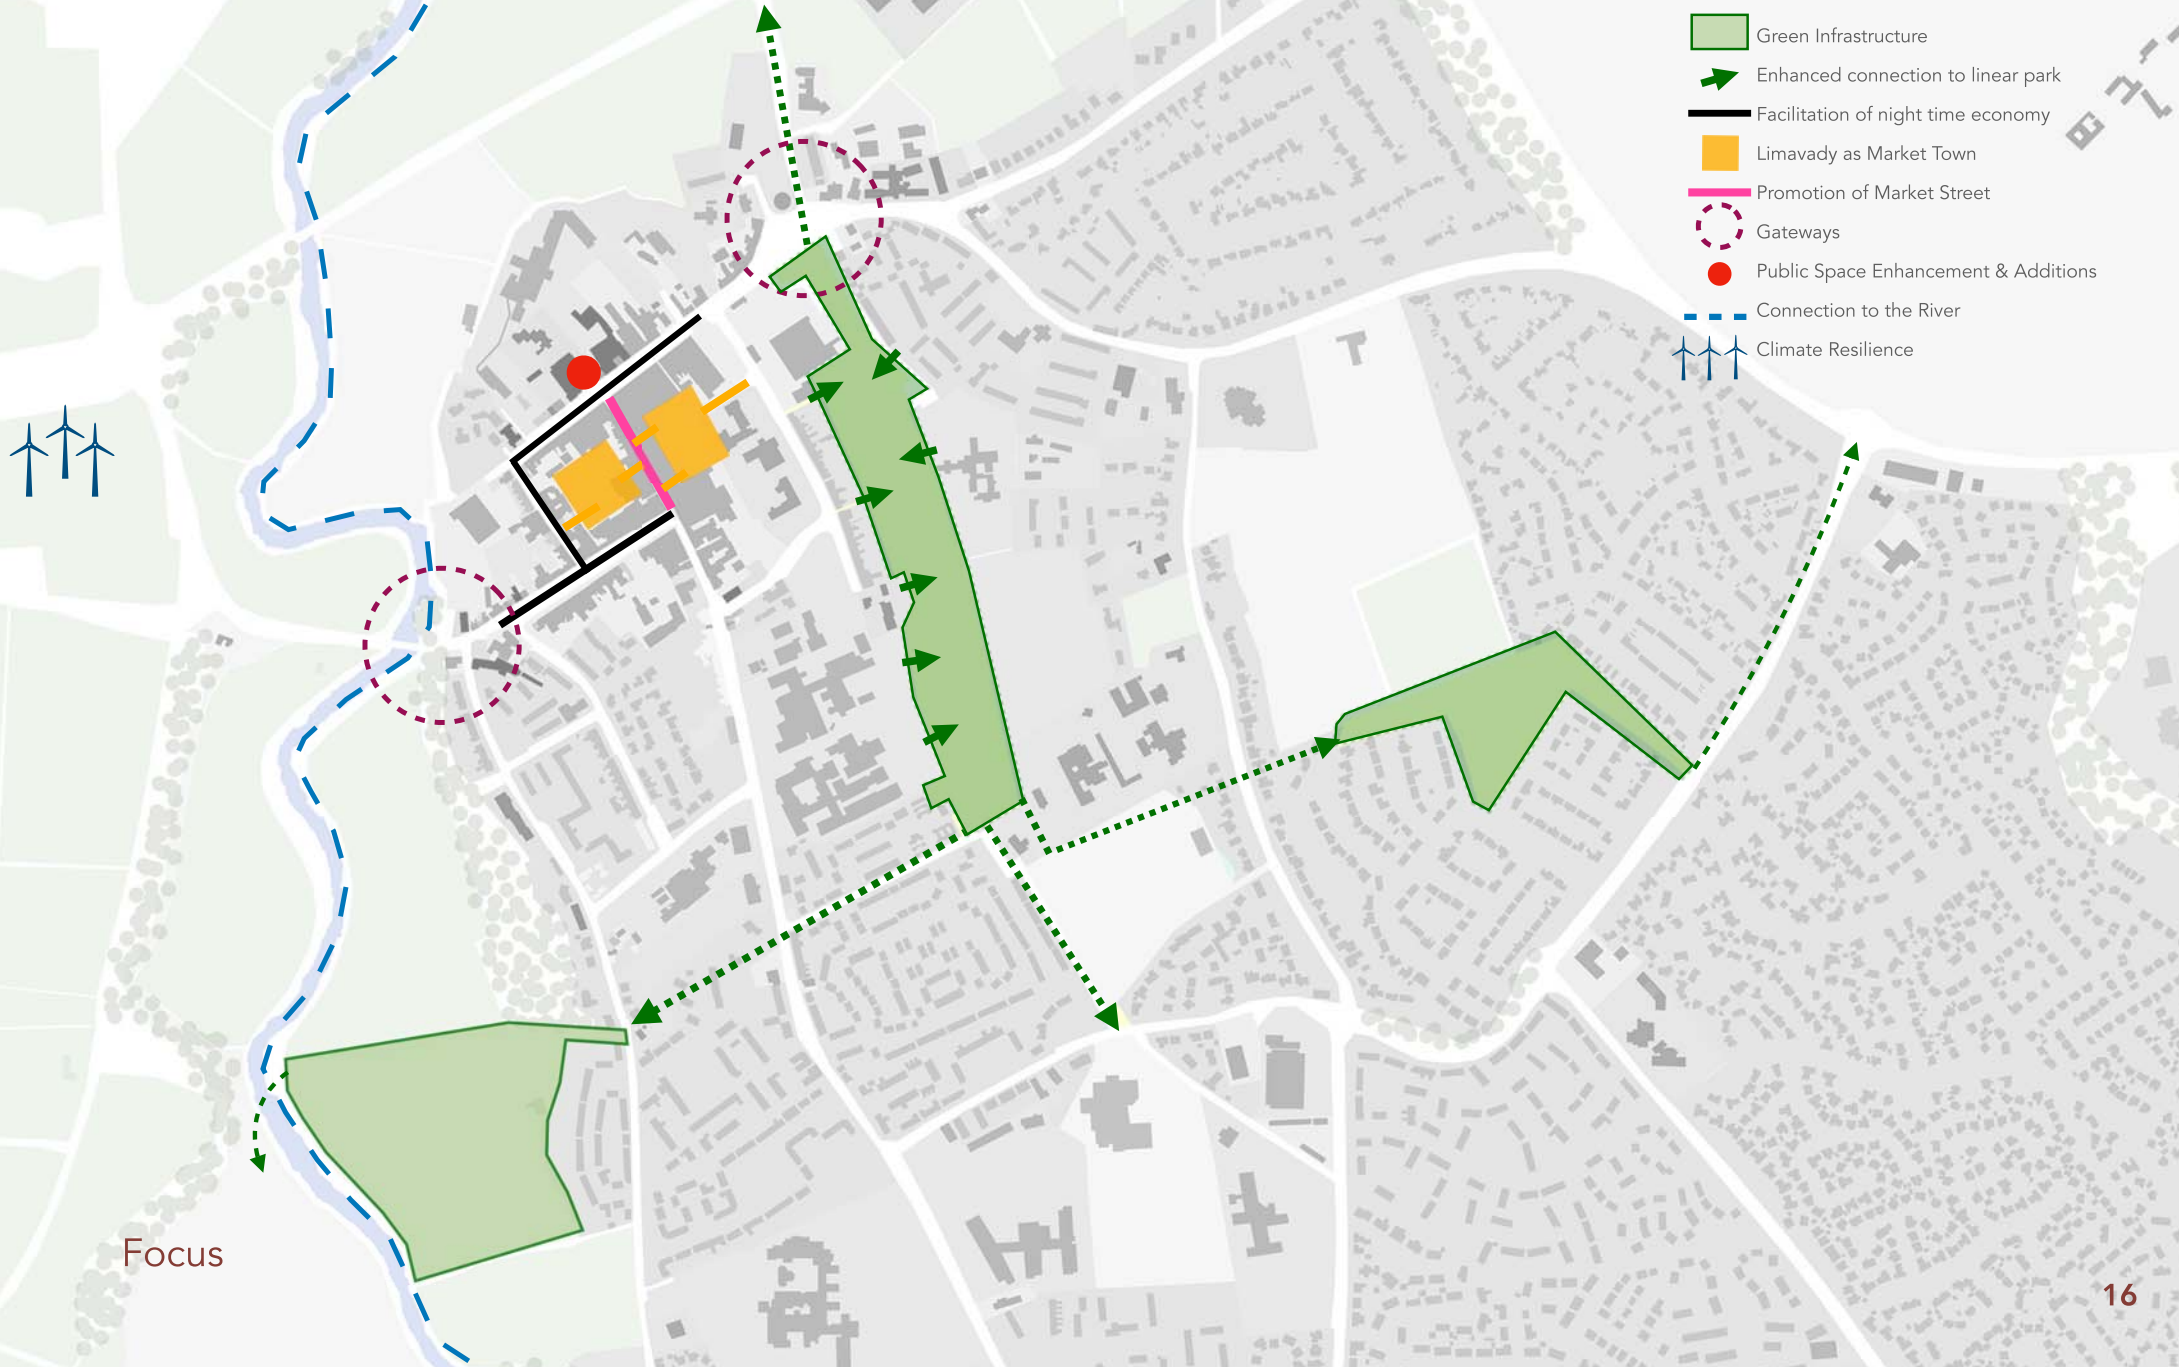 Green Infrastructure
Enhanced connection to linear park
Facilitation of night time economy
Limavady as Market Town
Promotion of Market Street
Gateways
Public Space Enhancement & Additions
Connection to the River
Climate Resilience
Focus
16